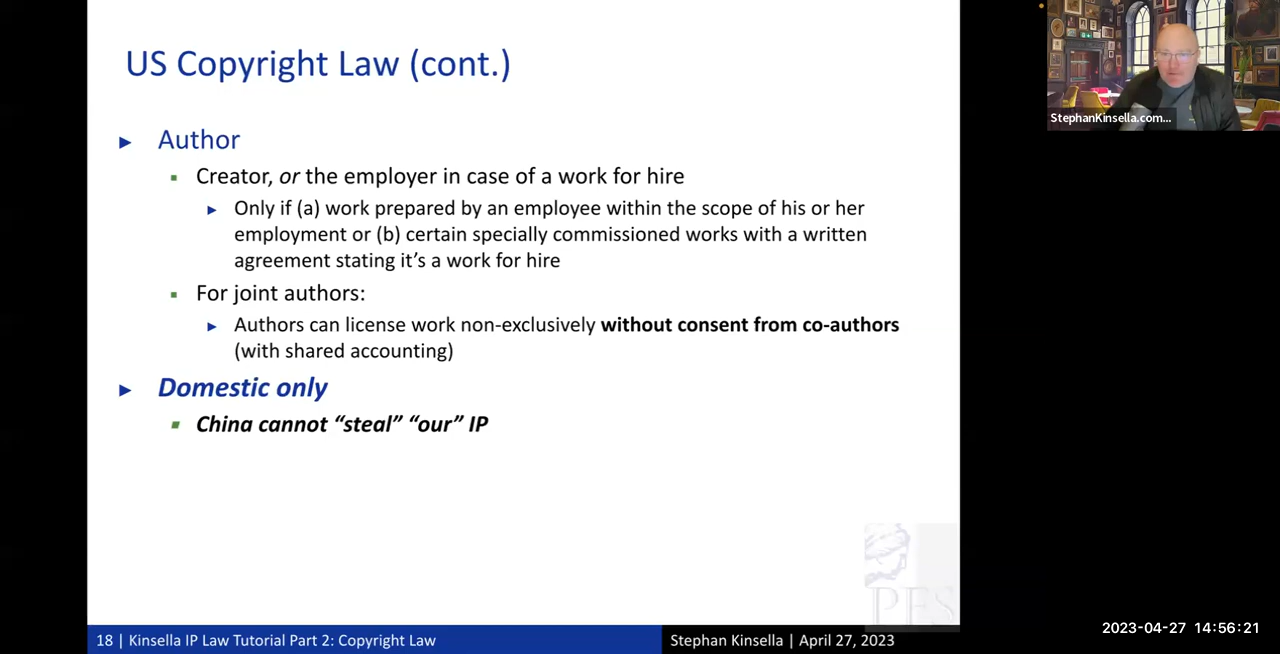 US Copyright Law (cont.)
► Author
▪ Creator, or the employer in case of a work for hire
► Only if (a) work prepared by an employee within the scope of his or her
employment or (b) certain specially commissioned works with a written
agreement stating it’s a work for hire
▪ For joint authors:
► Authors can license work non-exclusively without consent from co-authors
(with shared accounting)
► Domestic only
▪ China cannot “steal” “our” IP
PFS
18 | Kinsella IP Law Tutorial Part 2: Copyright Law
Stephan Kinsella | April 27, 2023
StephanKinsella.com...
2023-04-27 14:56:21